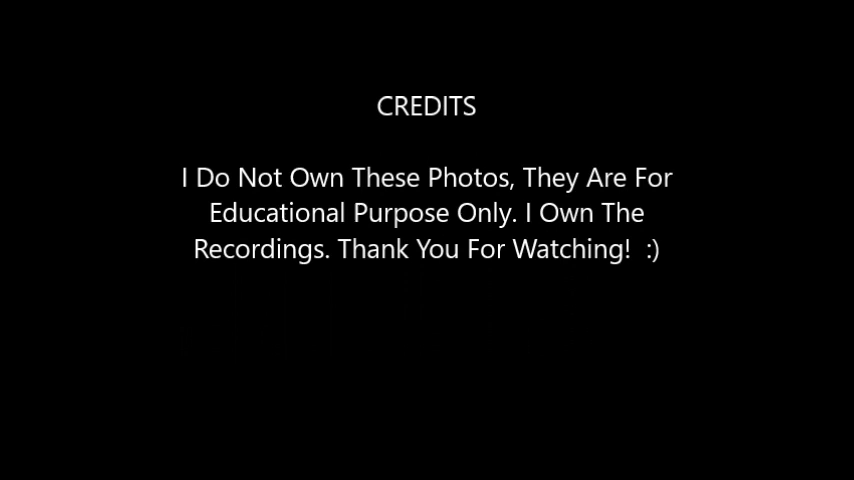 CREDITS
I Do Not Own These Photos, They Are For
Educational Purpose Only. I Own The
Recordings. Thank You For Watching!  :)